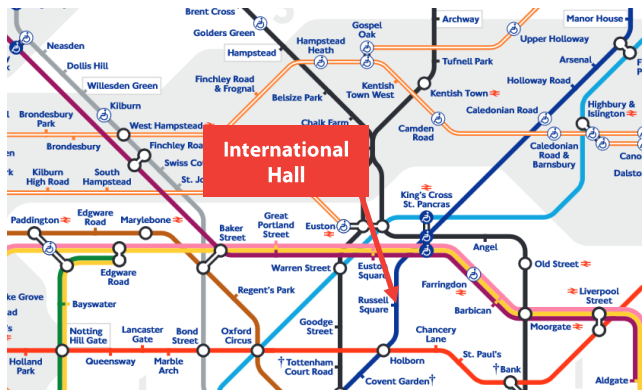 Brent Cross
Golders Green
Hampstead
Neasden
Dollis Hill
Willesden Green
Kilburn
West Hampstead
Brondesbury
Park
Brondesbury
Kilburn
High Road
South
Hampstead
Finchley Road
Swiss Co
St. Jo
Finchley Road
& Frognal
Belsize Park
Chalk Farm
Hampstead
Heath
Gospel
Oak
Kentish
Town West
Archway
Tufnell Park
Kentish Town
Camden
Road
Upper Holloway
Manor House
Arsenal
Holloway Road
Caledonian Road
Highbury &
Islington
Caledonian
Road &
Barnsbury
Cano
Dalsto
International
Hall
King's Cross
St. Pancras
Paddington
Edgware
Road
Marylebone
Baker
Street
Great
Portland
Street
Euston
Warren Street
Eusto
Square
Angel
Old Street
Edgware
Road
Regent's Park
Russell
Square
Farringdon
Barbican
Liverpool
Street
Moorgate
ke Grove
Bayswater
Notting
Hill Gate
Lancaster
Gate
Bond
Street
Oxford
Circus
Goodge
Street
Chancery
Lane
St. Paul's
Holland
Park
Queensway
Marble
Arch
†Tottenham
Court Road
Holborn
Covent Garden†
†Bank
Aldgate